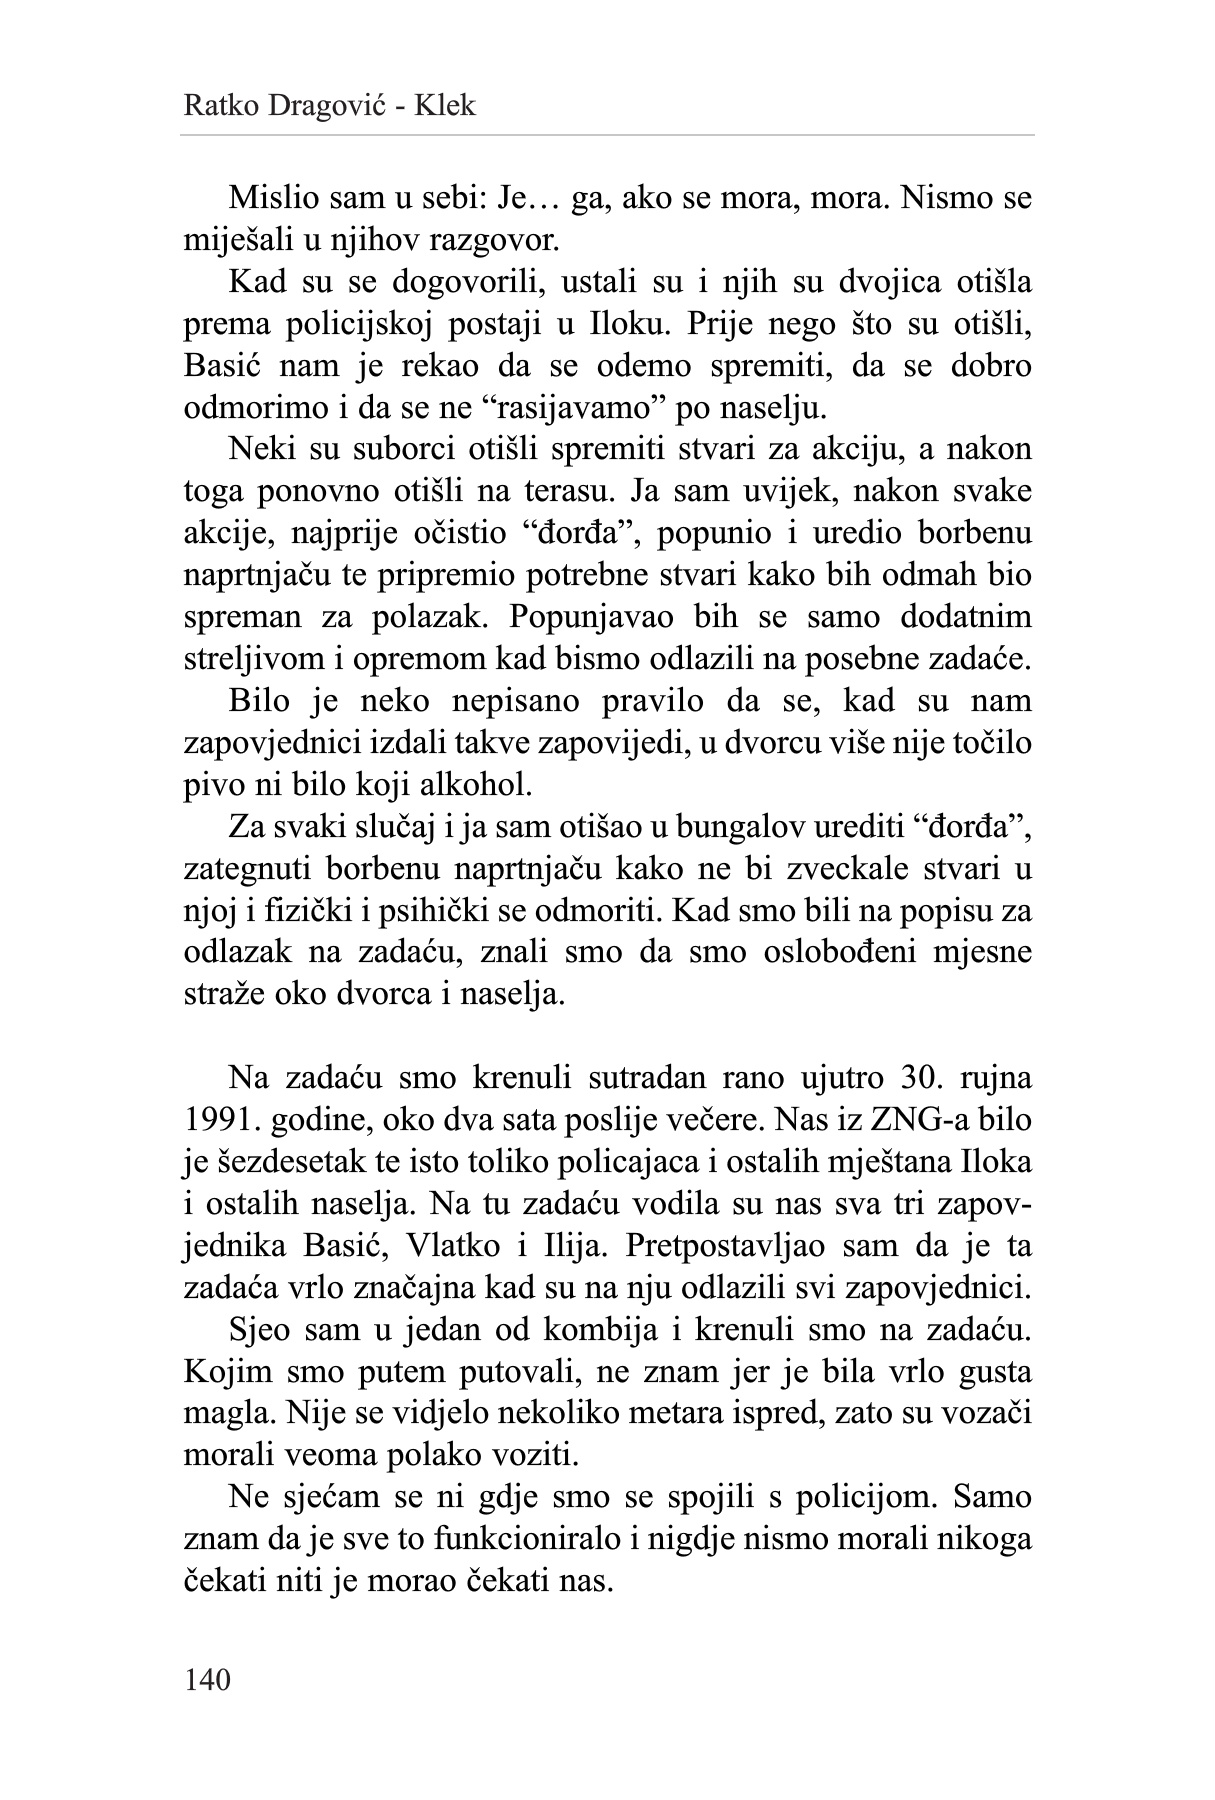 Ratko Dragović - Klek
Mislio sam u sebi: Je… ga, ako se mora, mora. Nismo se
miješali u njihov razgovor.
Kad su se dogovorili, ustali su i njih su dvojica otišla
prema policijskoj postaji u Iloku. Prije nego što su otišli,
Basić nam je rekao da se odemo spremiti, da se dobro
odmorimo i da se ne “rasijavamo” po naselju.
Neki su suborci otišli spremiti stvari za akciju, a nakon
toga ponovno otišli na terasu. Ja sam uvijek, nakon svake
akcije, najprije očistio “đorđa”, popunio i uredio borbenu
naprtnjaču te pripremio potrebne stvari kako bih odmah bio
spreman za polazak. Popunjavao bih se samo dodatnim
streljivom i opremom kad bismo odlazili na posebne zadaće.
Bilo je neko nepisano pravilo da se, kad su nam
zapovjednici izdali takve zapovijedi, u dvorcu više nije točilo
pivo ni bilo koji alkohol.
Za svaki slučaj i ja sam otišao u bungalov urediti “đorđa”,
zategnuti borbenu naprtnjaču kako ne bi zveckale stvari u
njoj i fizički i psihički se odmoriti. Kad smo bili na popisu za
odlazak na zadaću, znali smo da smo oslobođeni mjesne
straže oko dvorca i naselja.
Na zadaću smo krenuli sutradan rano ujutro 30. rujna
1991. godine, oko dva sata poslije večere. Nas iz ZNG-a bilo
je šezdesetak te isto toliko policajaca i ostalih mještana Iloka
i ostalih naselja. Na tu zadaću vodila su nas sva tri zapov-
jednika Basić, Vlatko i Ilija. Pretpostavljao sam da je ta
zadaća vrlo značajna kad su na nju odlazili svi zapovjednici.
Sjeo sam u jedan od kombija i krenuli smo na zadaću.
Kojim smo putem putovali, ne znam jer je bila vrlo gusta
magla. Nije se vidjelo nekoliko metara ispred, zato su vozači
morali veoma polako voziti.
Ne sjećam se ni gdje smo se spojili s policijom. Samo
znam da je sve to funkcioniralo i nigdje nismo morali nikoga
čekati niti je morao čekati nas.
140